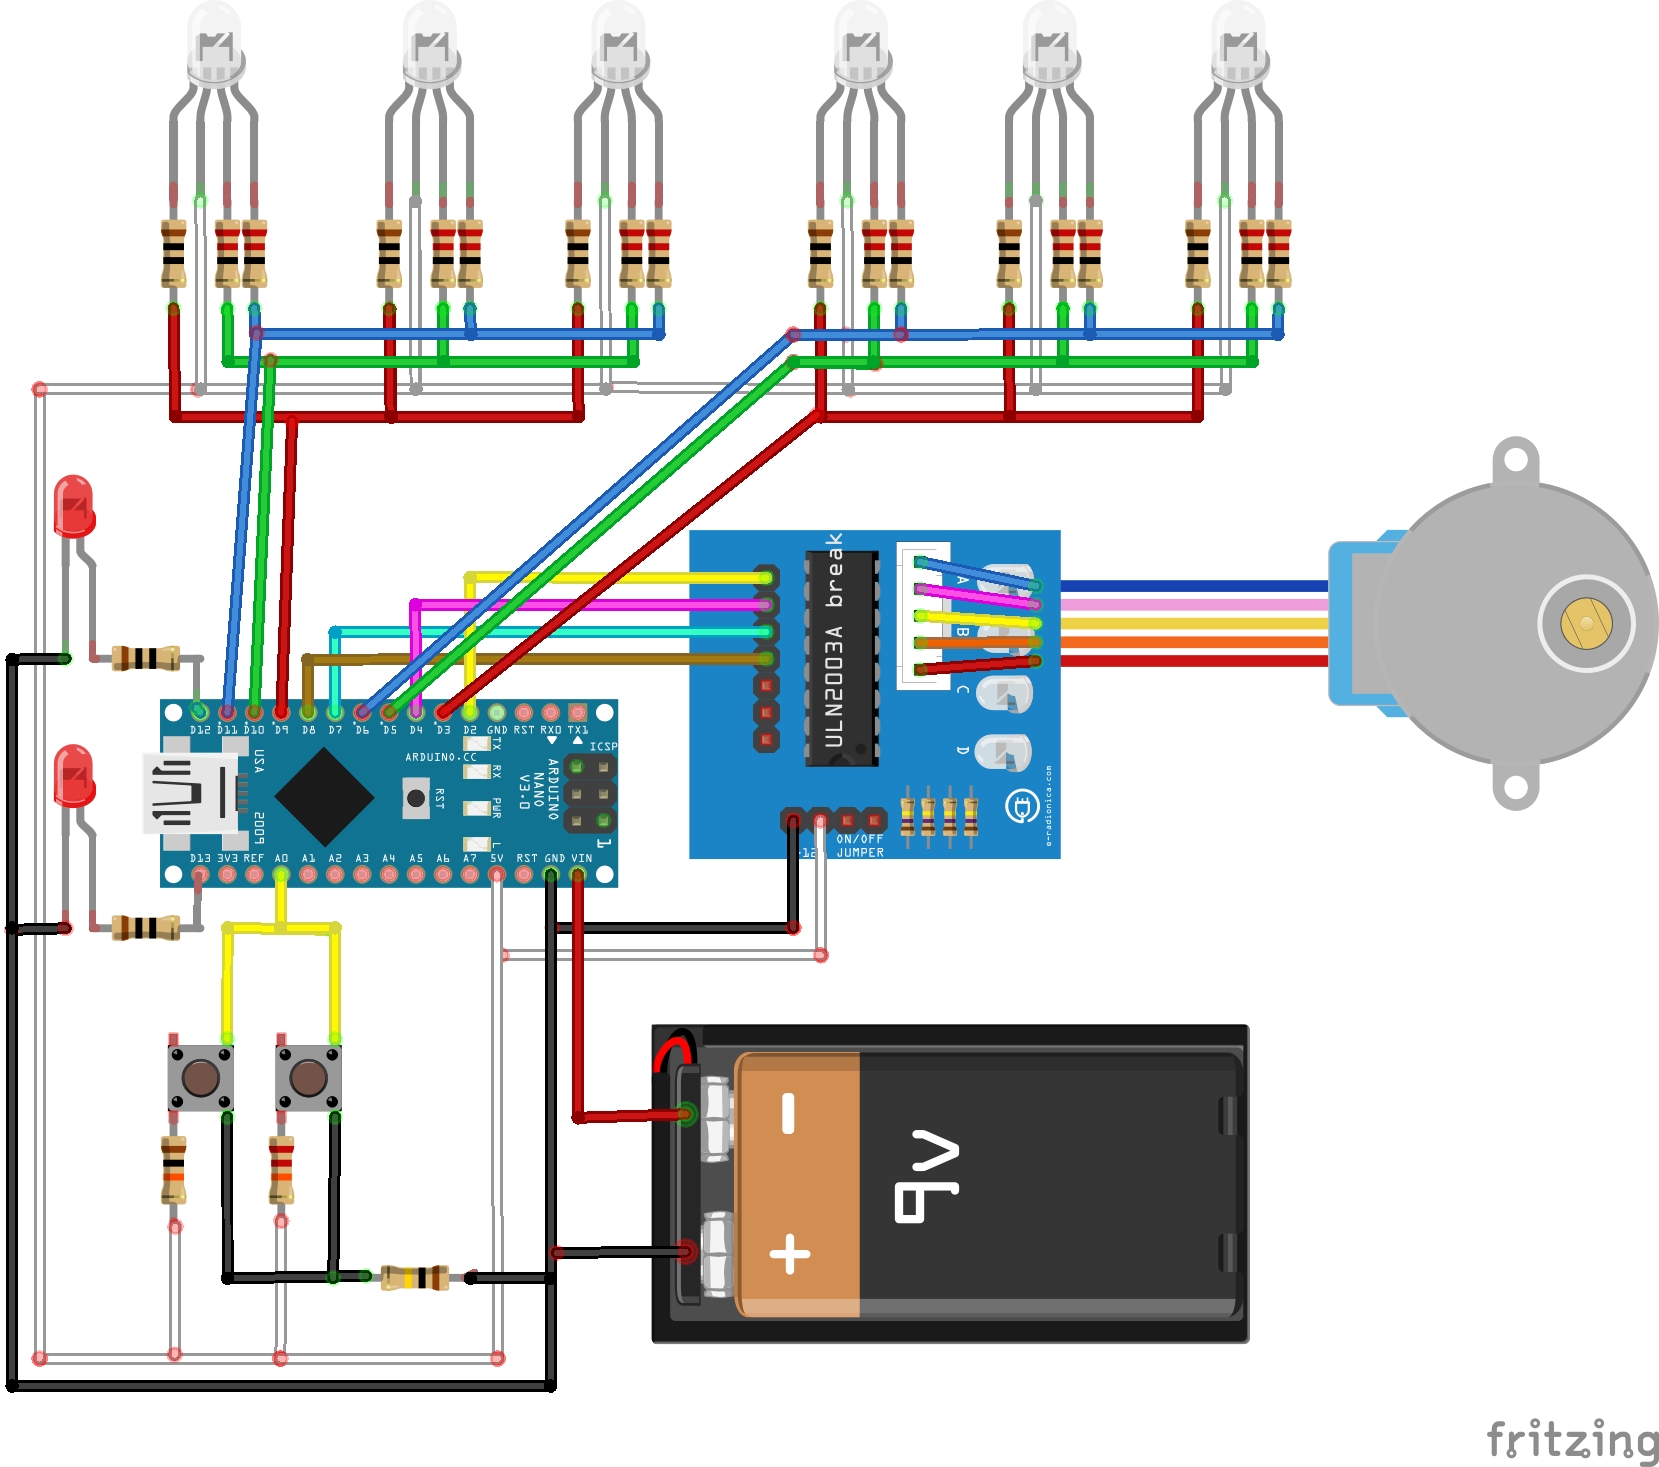 ULN2003A break
A
B
C
D
e-radionica.com
-12
ON/OFF
JUMPER
D12 D11 D10 D9 D8 D7 D6 D5 D4 D3 D2 GND RST RX0 TX1
ICSP
1
TX
RX
PWR
L
ARDUINO.CC
RST
ARDUINO
NANO
V3.0
USA
2009
D13 3V3 REF A0 A1 A2 A3 A4 A5 A6 A7 5V RST GND VIN
-
+
9V
fritzing